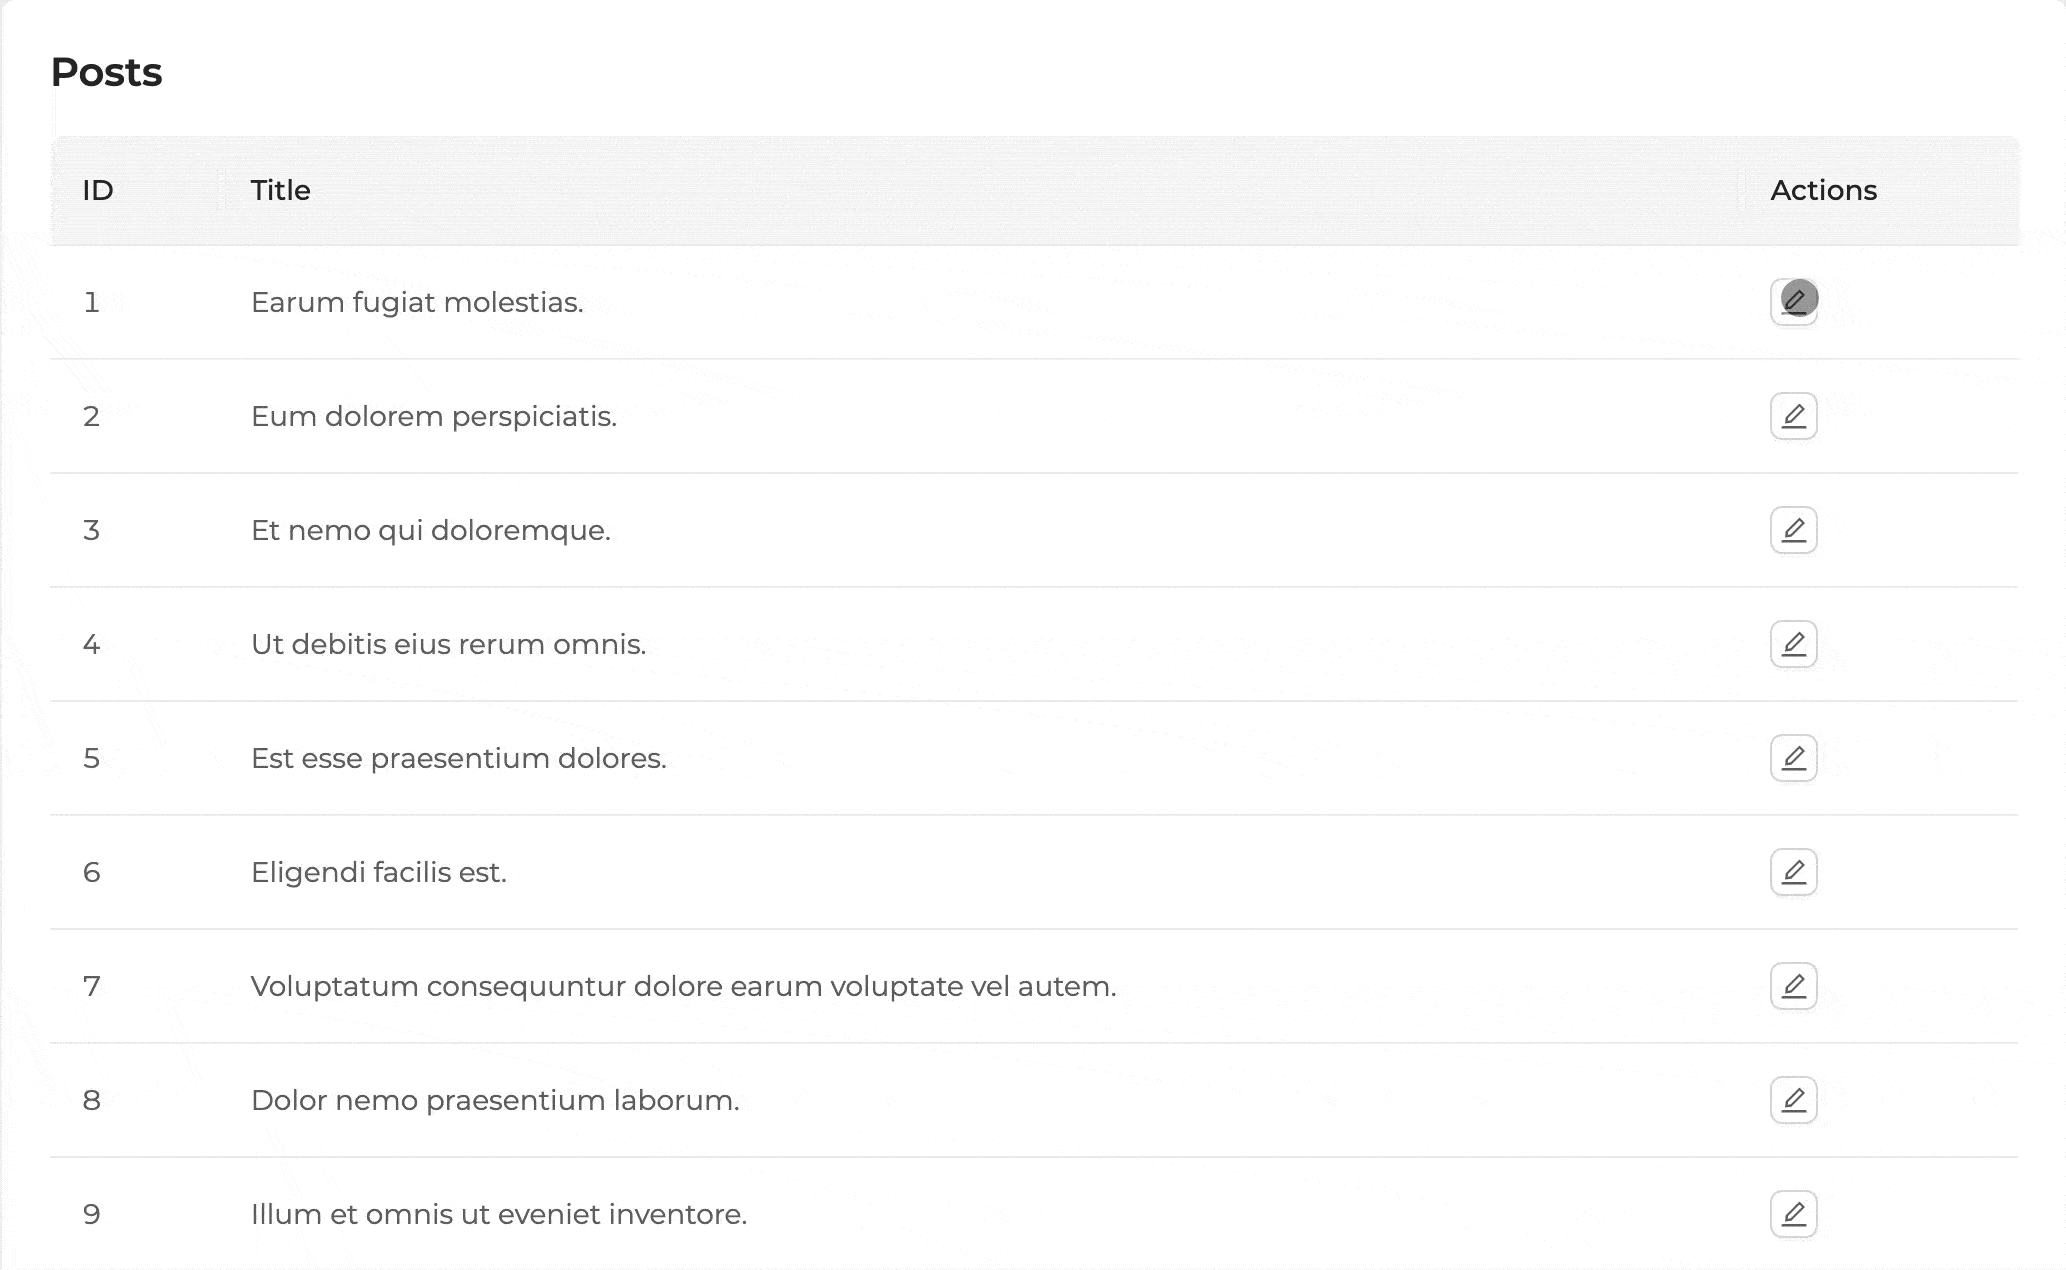 Posts
ID Title Actions
1 Earum fugiat molestias.
2 Eum dolorem perspiciatis.
3 Et nemo qui doloremque.
4 Ut debitis eius rerum omnis.
5 Est esse praesentium dolores.
6 Eligendi facilis est.
7 Voluptatum consequuntur dolore earum voluptate vel autem.
8 Dolor nemo praesentium laborum.
9 Illum et omnis ut eveniet inventore.